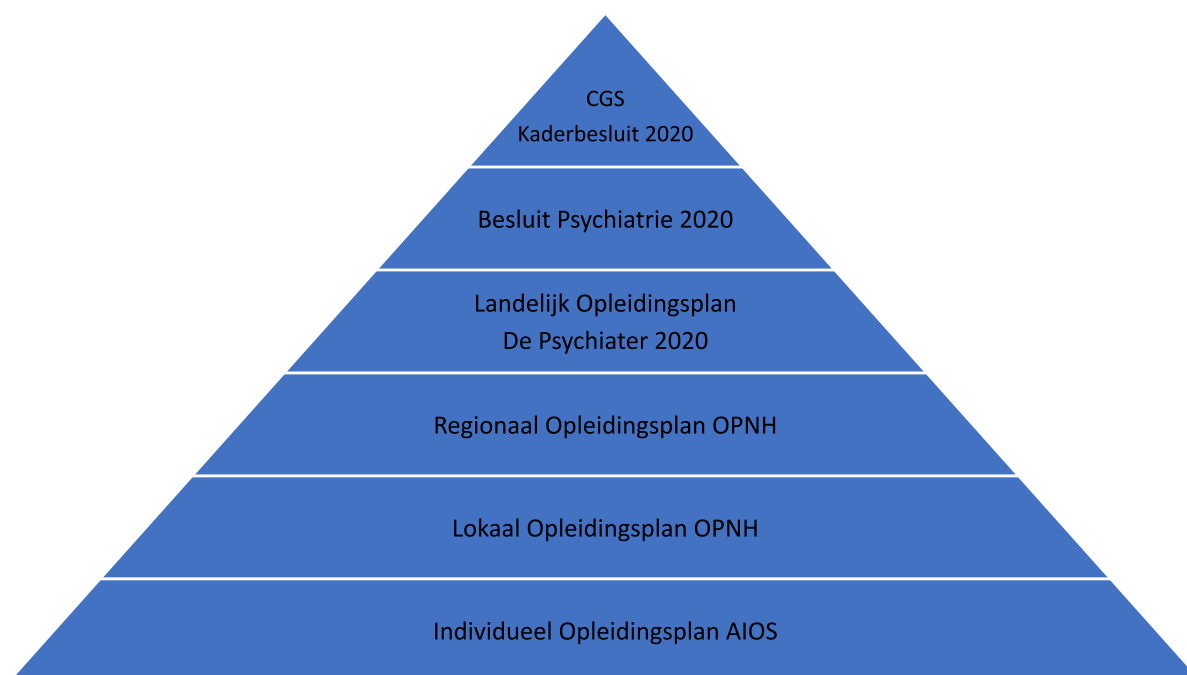 CGS
Kaderbesluit 2020
Besluit Psychiatrie 2020
Landelijk Opleidingsplan
De Psychiater 2020
Regionaal Opleidingsplan OPNH
Lokaal Opleidingsplan OPNH
Individueel Opleidingsplan AIOS